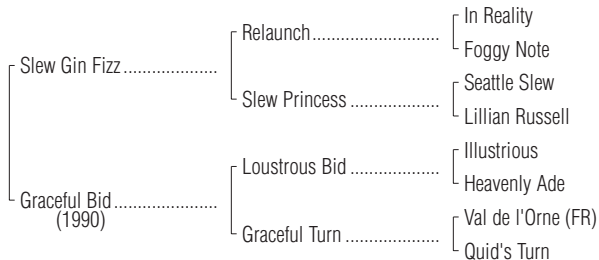 In Reality
Relaunch
Foggy Note
Slew Gin Fizz
Seattle Slew
Slew Princess
Lillian Russell
Illustrious
Loustrous Bid
Heavenly Ade
Graceful Bid
(1990)
Val de l'Orne (FR)
Graceful Turn
Quid's Turn